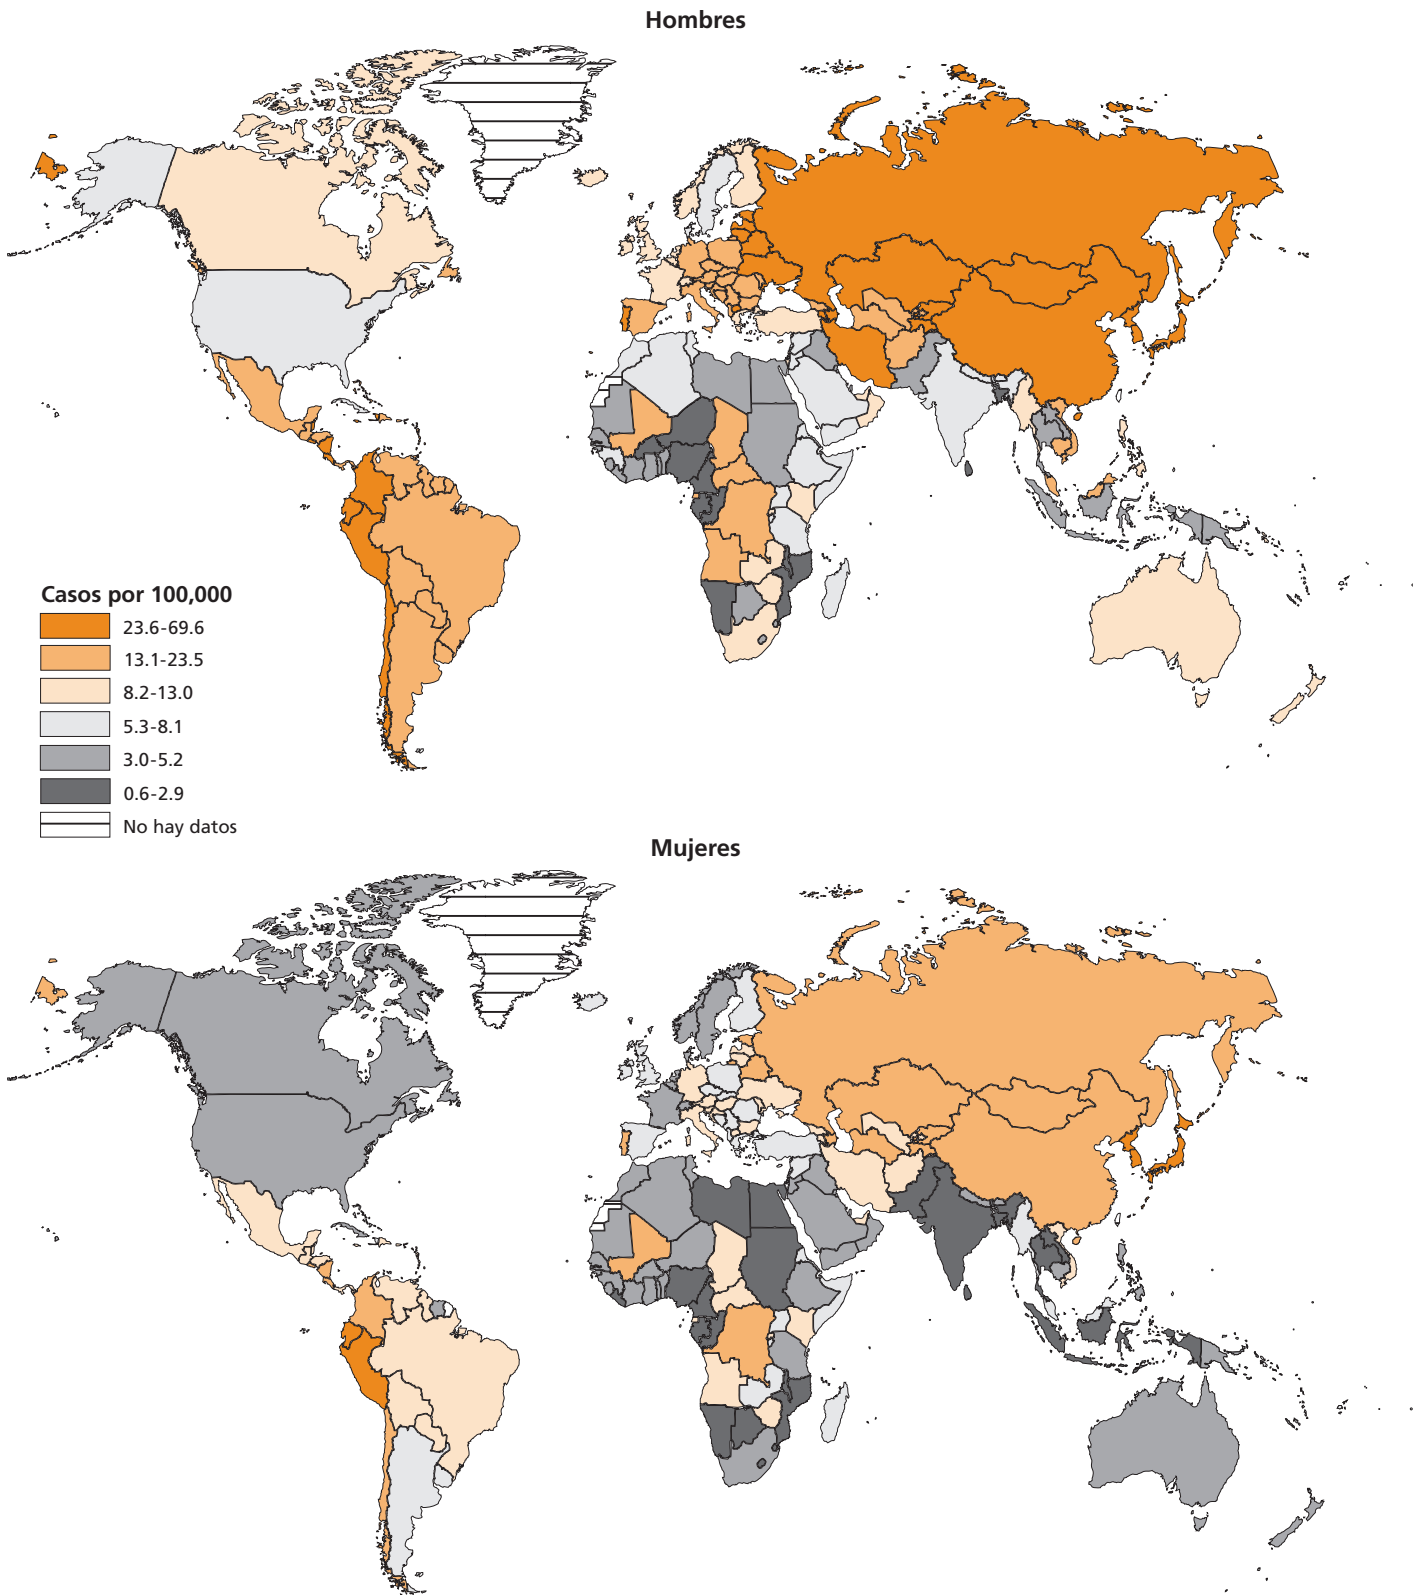 Hombres
Casos por 100,000
23.6-69.6
13.1-23.5
8.2-13.0
5.3-8.1
3.0-5.2
0.6-2.9
No hay datos
Mujeres